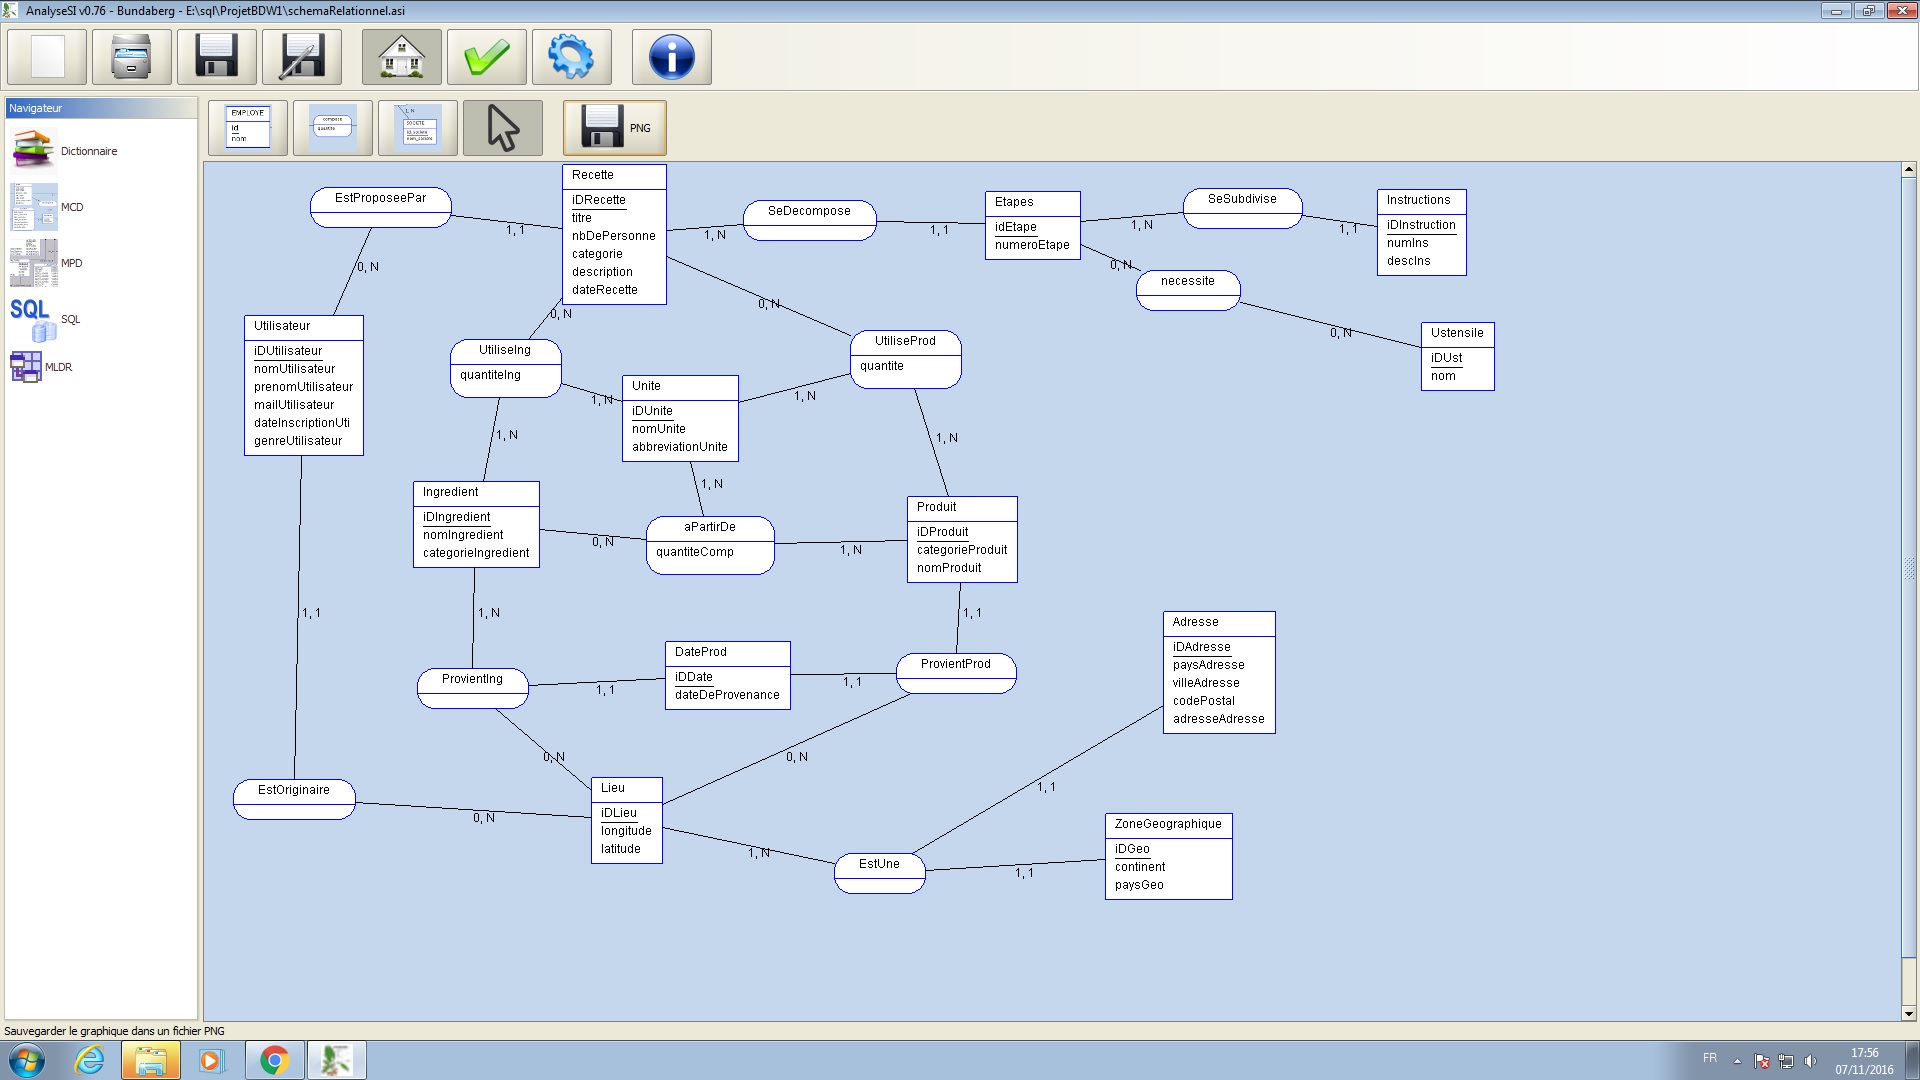 AnalyseSI v0.76 - Bundaberg - E:\sql\ProjetBDW1\schemaRelationnel.asi
Navigateur
Dictionnaire
MCD
MPD
SQL
SQL
MLDR
EMPLOYE
id
nom
compose
quantite
1, N
SOCIETE
PNG
EstProposeePar
1, 1
0, N
Recette
iDRecette
titre
nbDePersonne
categorie
description
dateRecette
1, N
SeDecompose
1, 1
Etapes
idEtape
numeroEtape
1, N
SeSubdivise
1, 1
Instructions
iDInstruction
numIns
descIns
0, N
necessite
0, N
Ustensile
iDUst
nom
Utilisateur
iDUtilisateur
nomUtilisateur
prenomUtilisateur
mailUtilisateur
dateInscriptionUti
genreUtilisateur
0, N
UtiliseIng
quantiteIng
1, N
0, N
UtiliseProd
quantite
1, N
Unite
iDUnite
nomUnite
abbreviationUnite
1, N
1, N
1, N
Ingredient
iDIngredient
nomIngredient
categorieIngredient
0, N
aPartirDe
quantiteComp
1, N
Produit
iDProduit
categorieProduit
nomProduit
1, 1
1, N
1, 1
ProvientIng
1, 1
DateProd
iDDate
dateDeProvenance
1, 1
ProvientProd
0, N
0, N
Adresse
iDAdresse
paysAdresse
villeAdresse
codePostal
adresseAdresse
EstOriginaire
0, N
Lieu
iDLieu
longitude
latitude
1, N
EstUne
1, 1
1, 1
ZoneGeographique
iDGeo
continent
paysGeo
Sauvegarder le graphique dans un fichier PNG
FR
17:56
07/11/2016